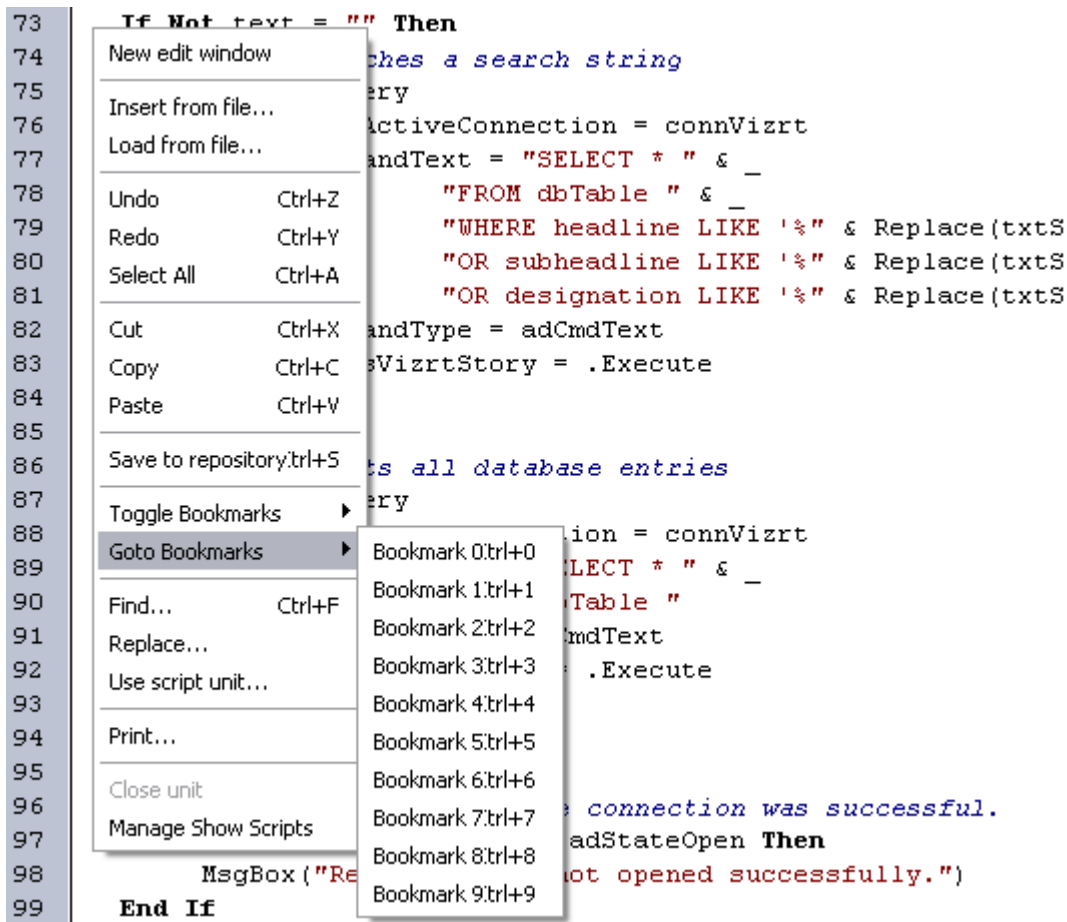 73 If Not text = "" Then
74 ches a search string
75 ery
76 ActiveConnection = connVizrt
77 andText = "SELECT * " & _
78 "FROM dbTable " & _
79 "WHERE headline LIKE '%" & Replace(txtS
80 "OR subheadline LIKE '%" & Replace(txtS
81 "OR designation LIKE '%" & Replace(txtS
82 andType = adCmdText
83 sVizrtStory = .Execute
84
85
86 ts all database entries
87 ery
88 ion = connVizrt
89 LECT * " & _
90 Table "
91 mdText
92 = .Execute
93
94
95
96 e connection was successful.
97 adStateOpen Then
98 MsgBox("Re ot opened successfully.")
99 End If
New edit window
Insert from file...
Load from file...
Undo Ctrl+Z
Redo Ctrl+Y
Select All Ctrl+A
Cut Ctrl+X
Copy Ctrl+C
Paste Ctrl+V
Save to repository trl+S
Toggle Bookmarks
Goto Bookmarks
Find... Ctrl+F
Replace...
Use script unit...
Print...
Close unit
Manage Show Scripts
Bookmark 0 trl+0
Bookmark 1 trl+1
Bookmark 2 trl+2
Bookmark 3 trl+3
Bookmark 4 trl+4
Bookmark 5 trl+5
Bookmark 6 trl+6
Bookmark 7 trl+7
Bookmark 8 trl+8
Bookmark 9 trl+9